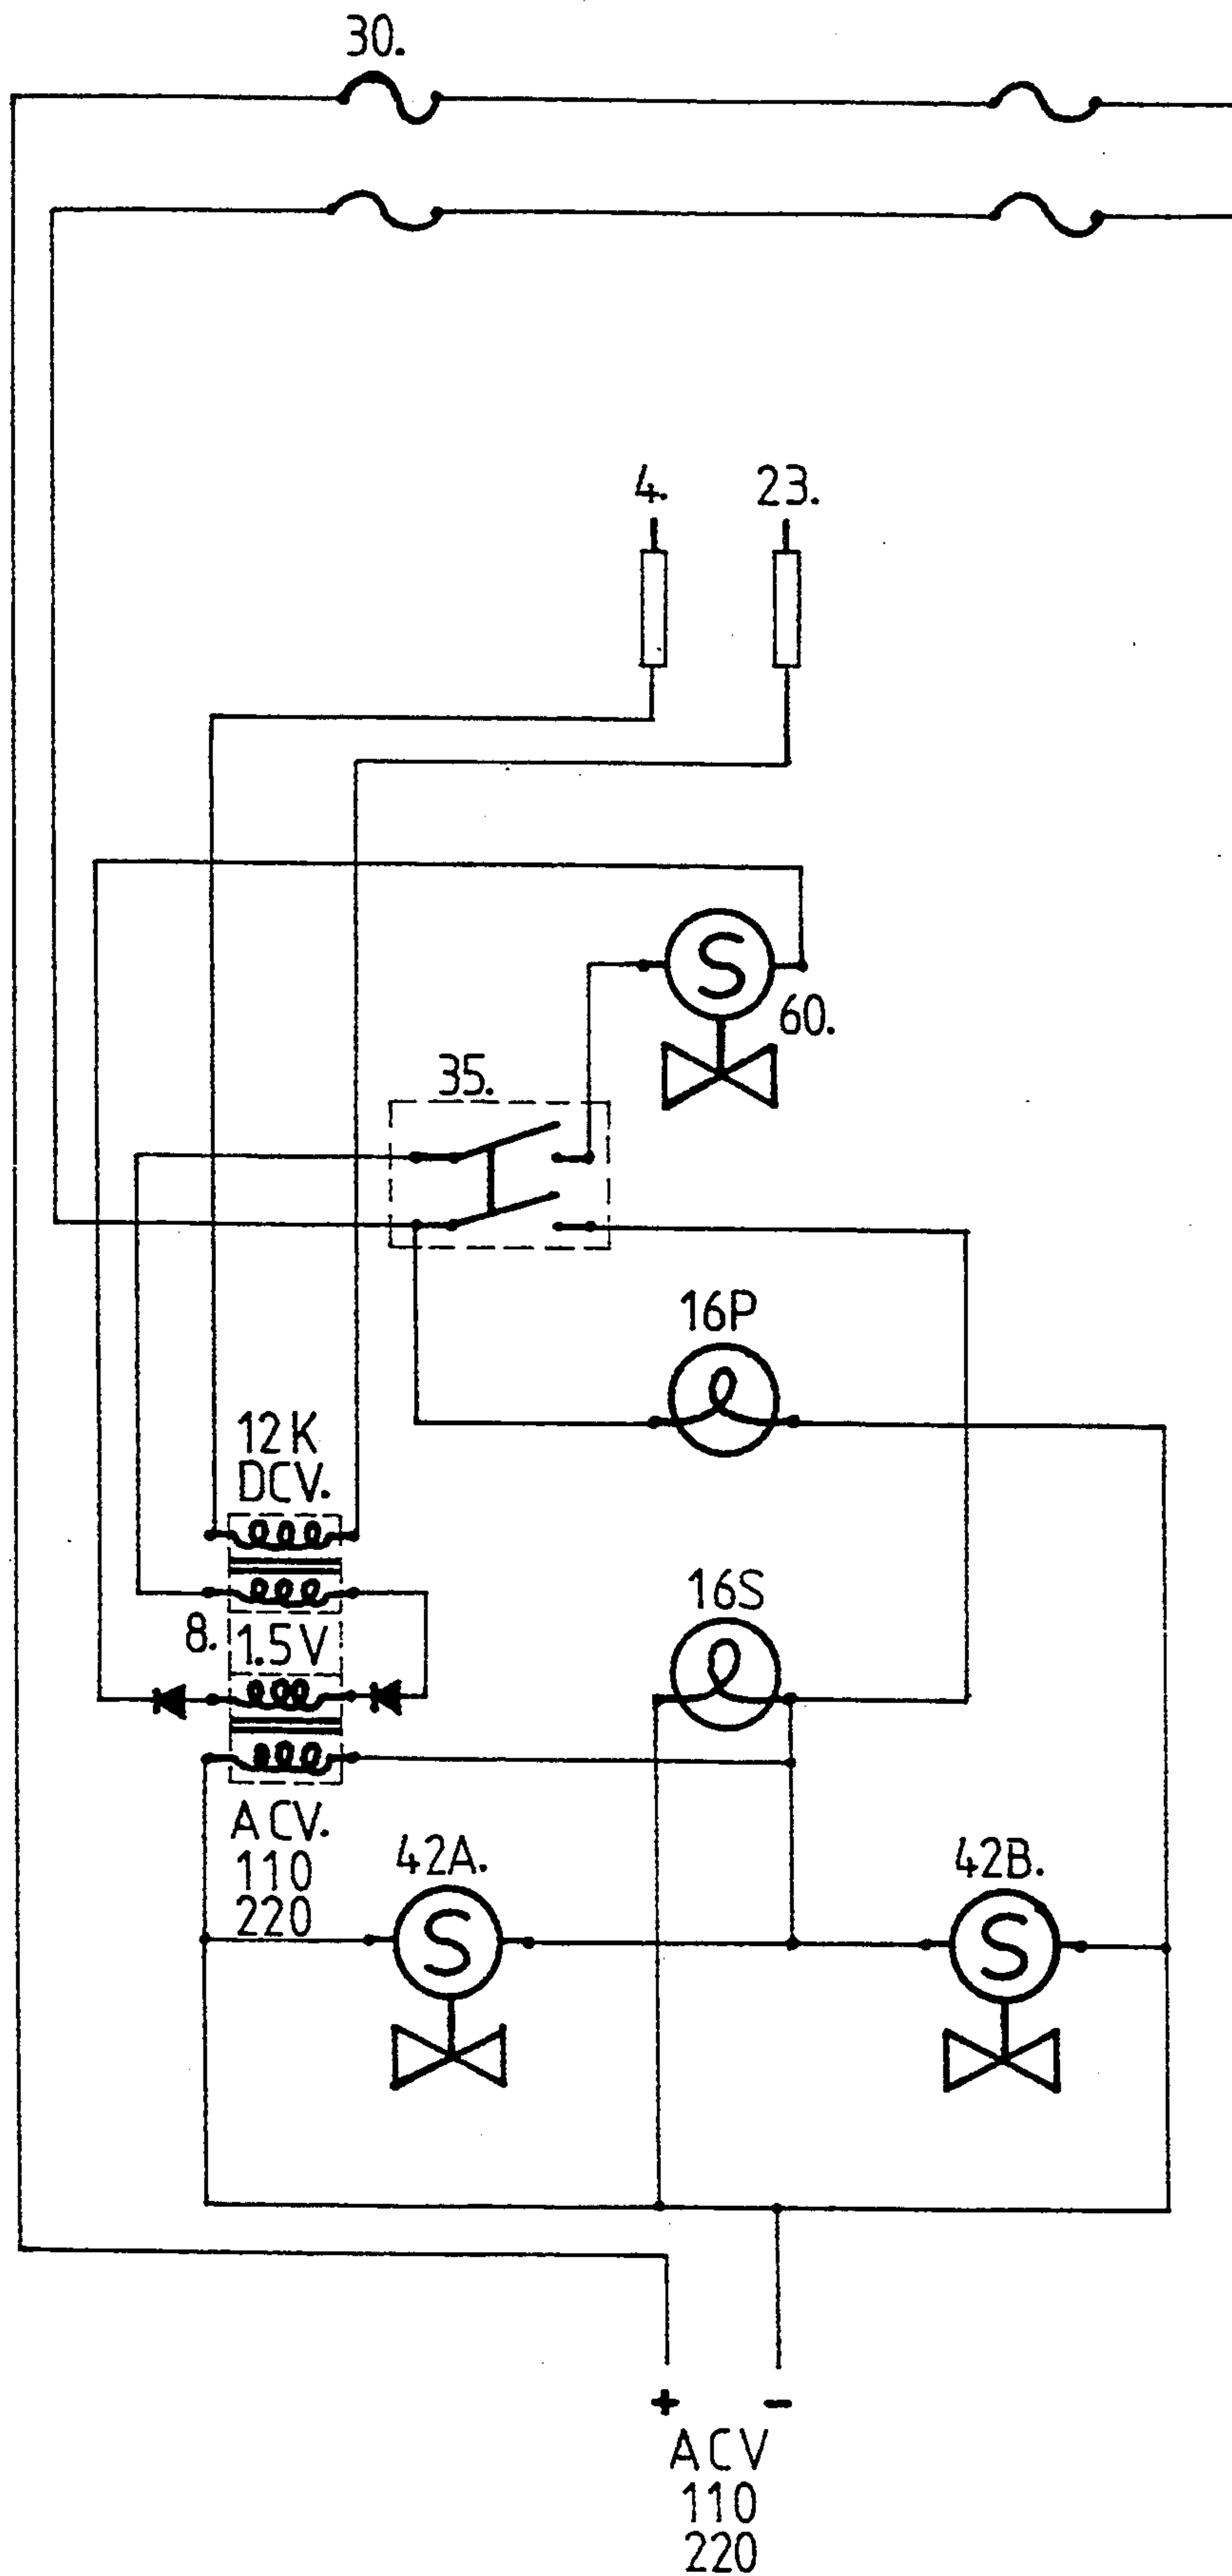 30.
4.
23.
60.
35.
16P
12K
DCV.
16S
8.
1.5V
ACV.
110
220
42A.
42B.
+
-
ACV
110
220